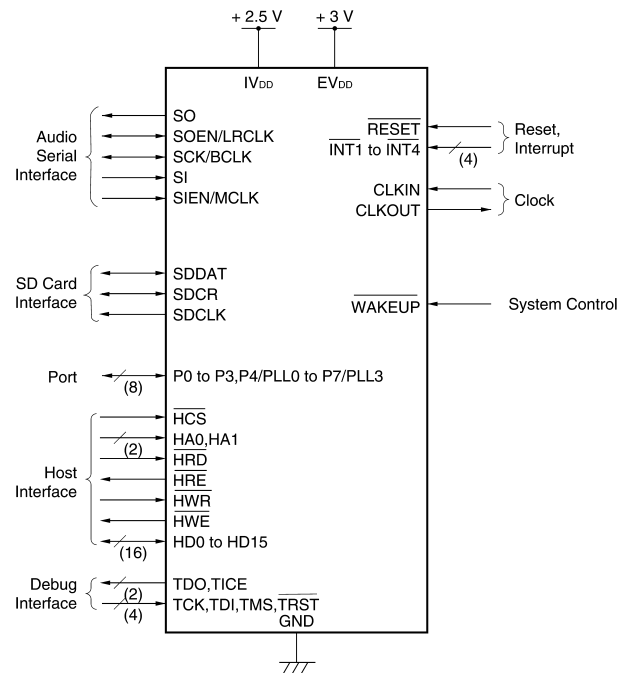 + 2.5 V
+ 3 V
IVDD
EVDD
Audio
Serial
Interface
SO
SOEN/LRCLK
SCK/BCLK
SI
SIEN/MCLK
RESET
INT1 to INT4
(4)
Reset,
Interrupt
CLKIN
CLKOUT
Clock
SD Card
Interface
SDDAT
SDCR
SDCLK
WAKEUP
System Control
Port
(8)
P0 to P3,P4/PLL0 to P7/PLL3
Host
Interface
HCS
HA0,HA1
(2)
HRD
HRE
HWR
HWE
HD0 to HD15
(16)
Debug
Interface
TDO,TICE
(2)
TCK,TDI,TMS,TRST
(4)
GND